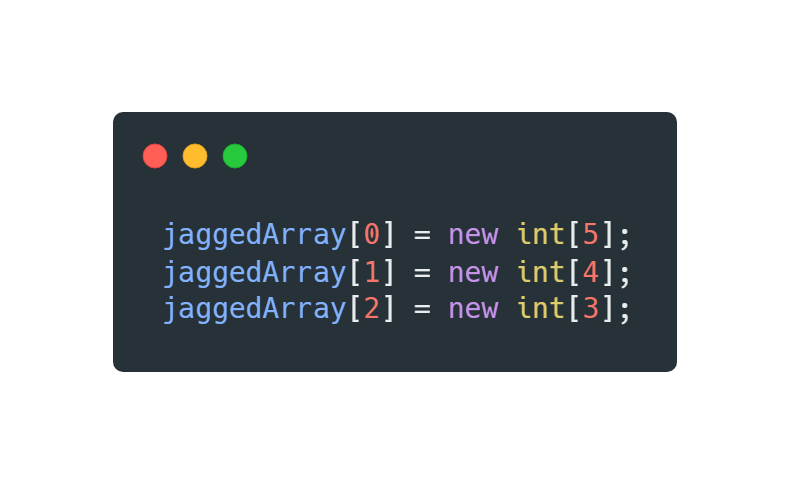 jaggedArray[0] = new int[5];
jaggedArray[1] = new int[4];
jaggedArray[2] = new int[3];